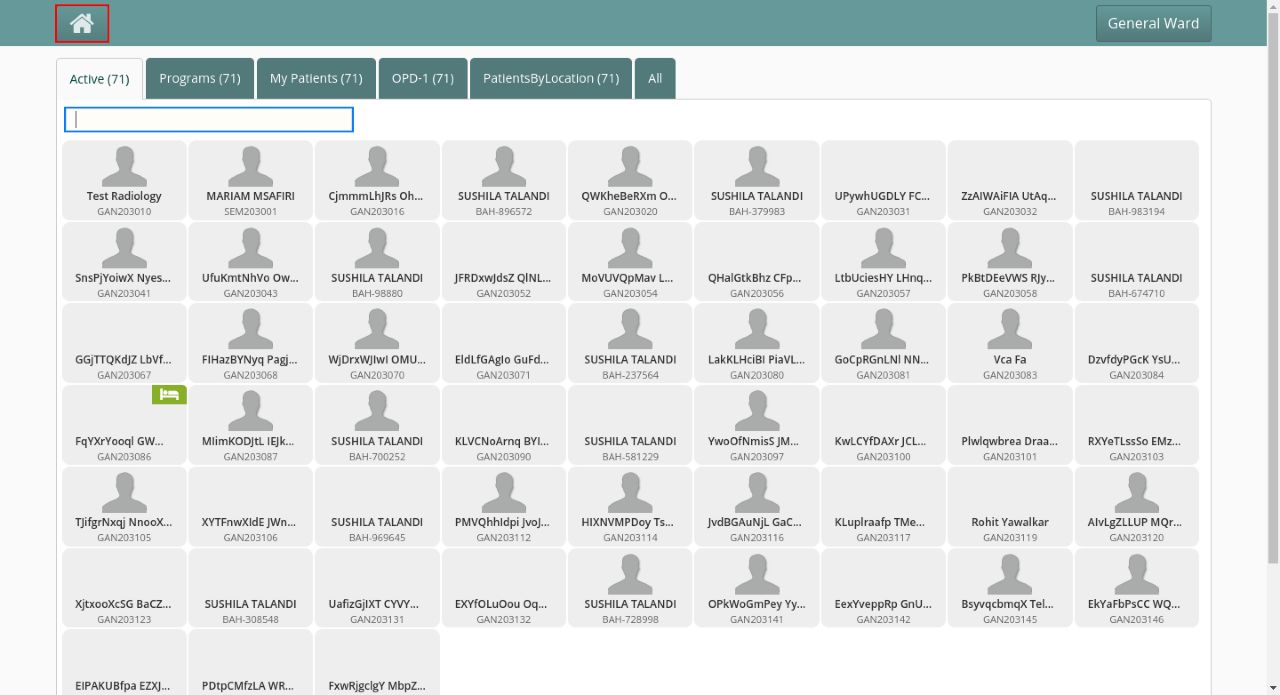 General Ward
Active (71)
Programs (71)
My Patients (71)
OPD-1 (71)
PatientsByLocation (71)
All
Test Radiology
GAN203010
MARIAM MSAFIRI
SEM203001
CjmmmLhJRs Oh...
GAN203016
SUSHILA TALANDI
BAH-896572
QWKheBeRXm O...
GAN203020
SUSHILA TALANDI
BAH-379983
UPywhUGDLY FC...
GAN203031
ZzAIWAiFIA UtAq...
GAN203032
SUSHILA TALANDI
BAH-983194
SnsPjYoiwX Nyes...
GAN203041
UfuKmtNhVo Ow...
GAN203043
SUSHILA TALANDI
BAH-98880
JFRDxwJdsZ QlNL...
GAN203052
MoVUVQpMav L...
GAN203054
QHalGtkBhz CFp...
GAN203056
LtbUciesHY LHnq...
GAN203057
PkBtDEeVWS RJy...
GAN203058
SUSHILA TALANDI
BAH-674710
GGjTTQKdJZ LbVf...
GAN203067
FIHazBYNyq Pagj...
GAN203068
WjDrxWJIwI OMU...
GAN203070
EldLfGAgIo GuFd...
GAN203071
SUSHILA TALANDI
BAH-237564
LakKLHciBI PiaVL...
GAN203080
GoCpRGnLNl NN...
GAN203081
Vca Fa
GAN203083
DzvfdyPGcK YsU...
GAN203084
FqYXrYooql GW...
GAN203086
MIimKODJtL IEJk...
GAN203087
SUSHILA TALANDI
BAH-700252
KLVCNoArnq BYI...
GAN203090
SUSHILA TALANDI
BAH-581229
YwoOfNmisS JM...
GAN203097
KwLCYfDAXr JCL...
GAN203100
Plwlqwbrea Draa...
GAN203101
RXYeTLssSo EMz...
GAN203103
TJifgrNxqj NnooX...
GAN203105
XYTFnwXIdE JWn...
GAN203106
SUSHILA TALANDI
BAH-969645
PMVQhhIdpi JvoJ...
GAN203112
HIXNVMPDoy Ts...
GAN203114
JvdBGAuNjL GaC...
GAN203116
KLuplraafp TMe...
GAN203117
Rohit Yawalkar
GAN203119
AIvLgZLLUP MQr...
GAN203120
XjtxooXcSG BaCZ...
GAN203123
SUSHILA TALANDI
BAH-308548
UafizGjIXT CYVY...
GAN203131
EXYfOLuOou Oq...
GAN203132
SUSHILA TALANDI
BAH-728998
OPkWoGmPey Yy...
GAN203141
EexYveppRp GnU...
GAN203142
BsyvqcbmqX Tel...
GAN203145
EkYaFbPsCC WQ...
GAN203146
EIPAKUBfpa EZXJ...
PDtpCMfzLA WR...
FxwRjgclgY MbpZ...